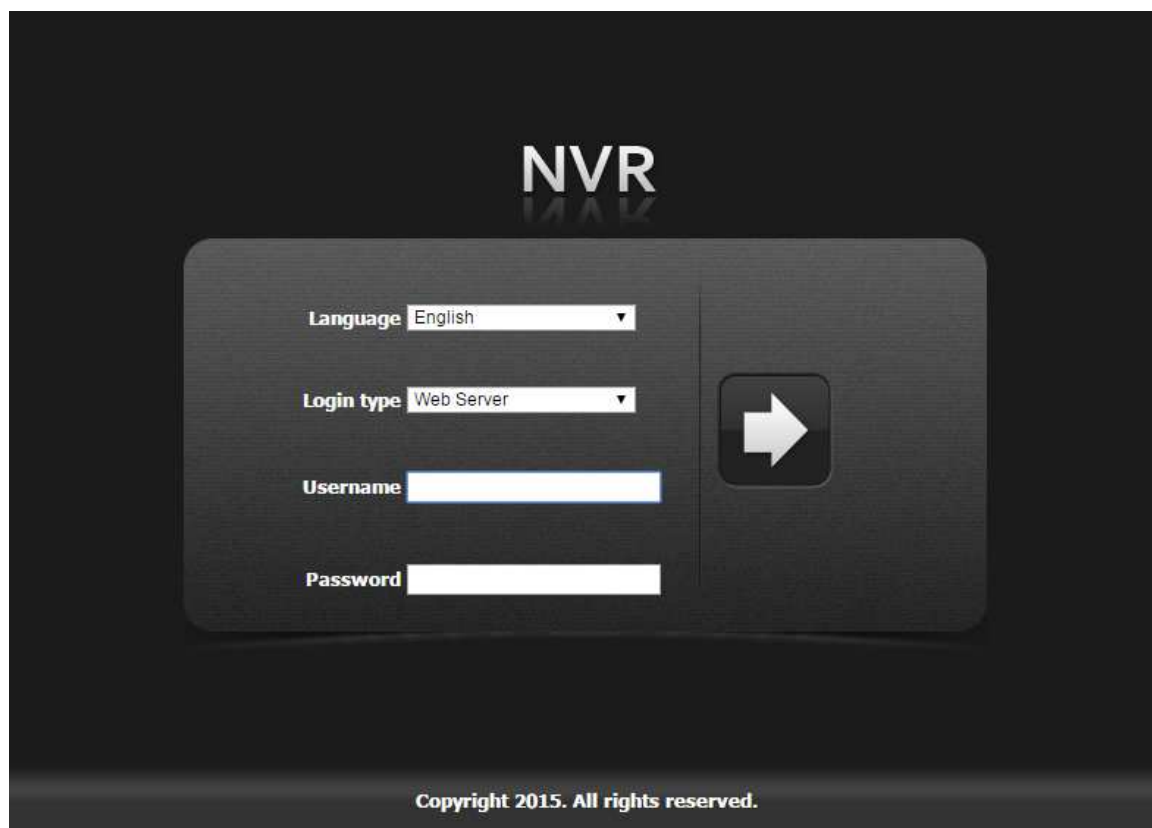 NVR
Language English
Login type Web Server
Username
Password
Copyright 2015. All rights reserved.